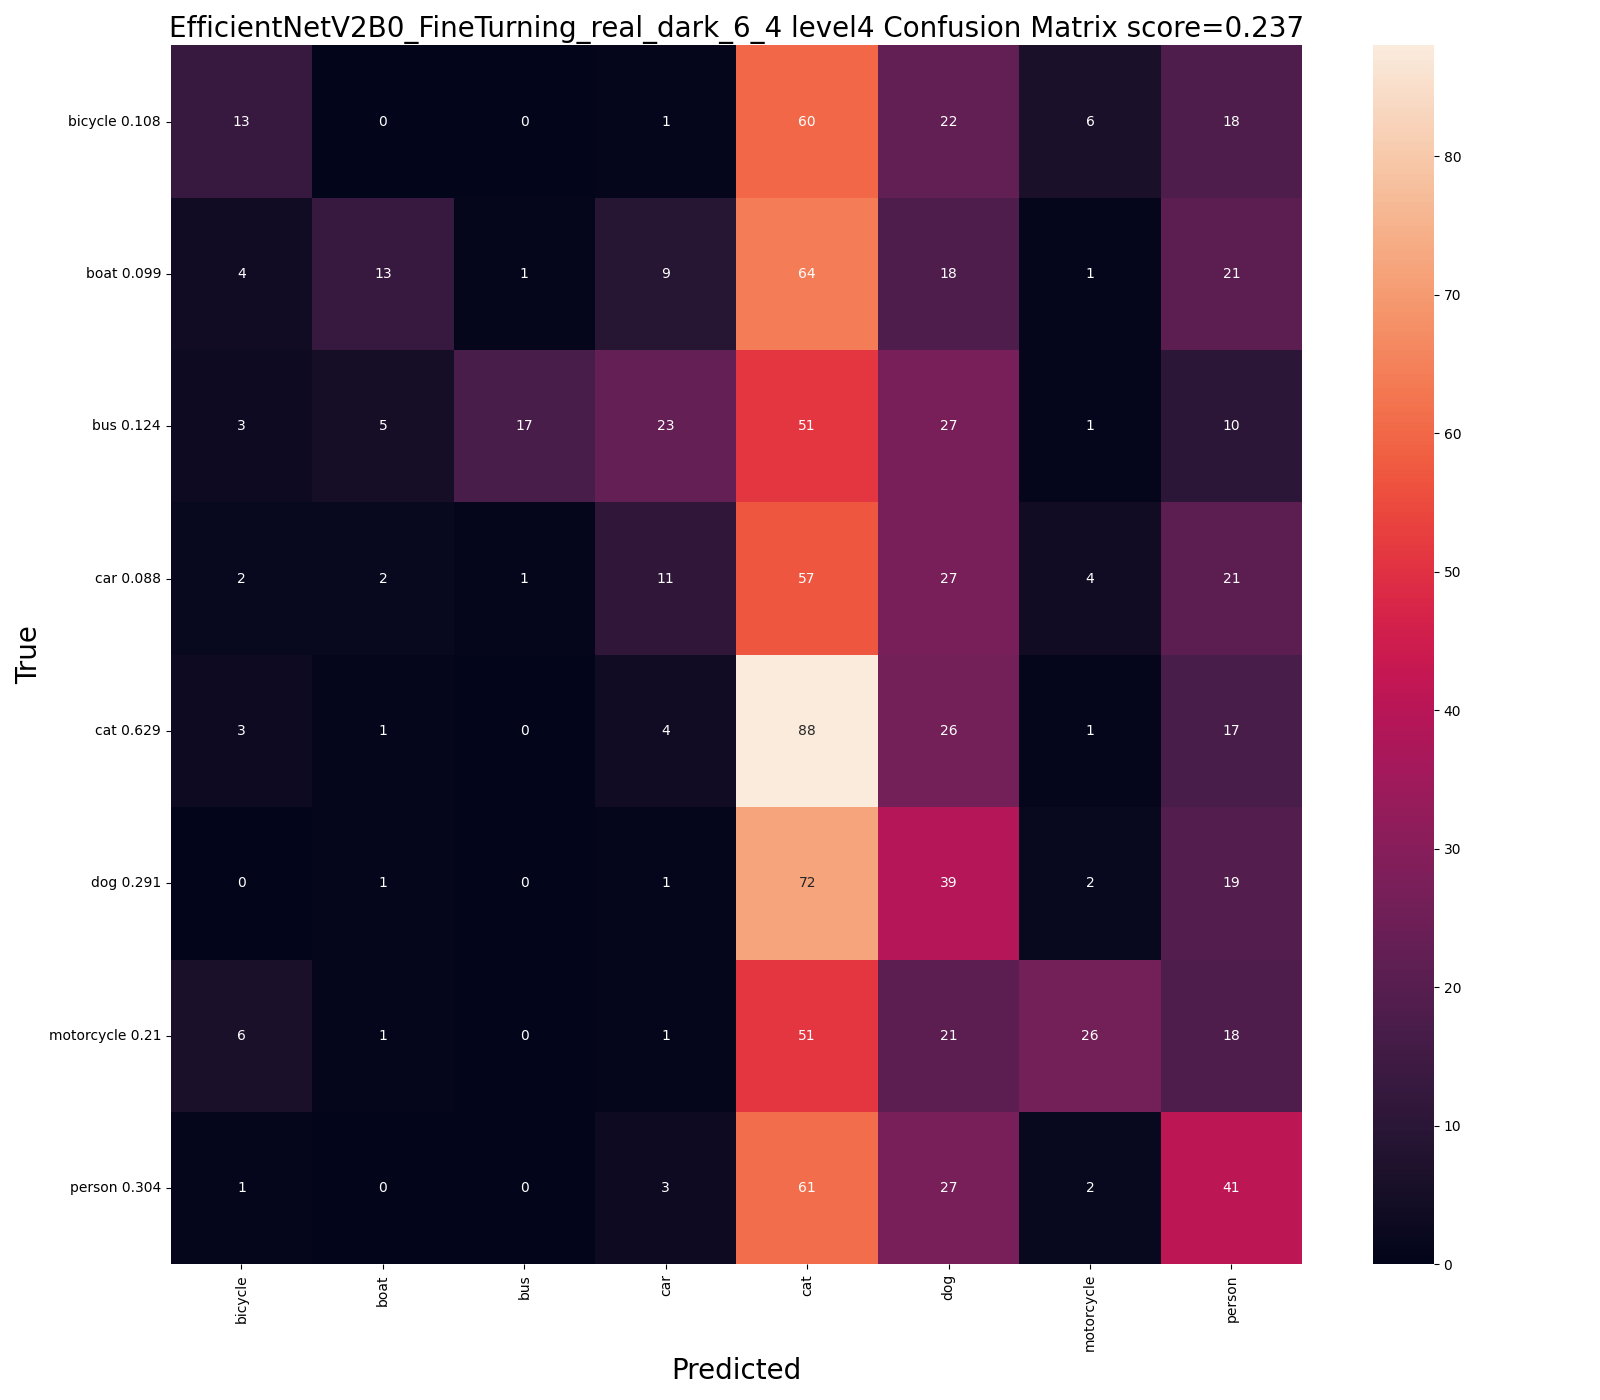 EfficientNetV2B0_FineTurning_real_dark_6_4 level4 Confusion Matrix score=0.237
True
bicycle 0.108 13 0 0 1 60 22 6 18
boat 0.099 4 13 1 9 64 18 1 21
bus 0.124 3 5 17 23 51 27 1 10
car 0.088 2 2 1 11 57 27 4 21
cat 0.629 3 1 0 4 88 26 1 17
dog 0.291 0 1 0 1 72 39 2 19
motorcycle 0.21 6 1 0 1 51 21 26 18
person 0.304 1 0 0 3 61 27 2 41
bicycle boat bus car cat dog motorcycle person
Predicted
80
70
60
50
40
30
20
10
0